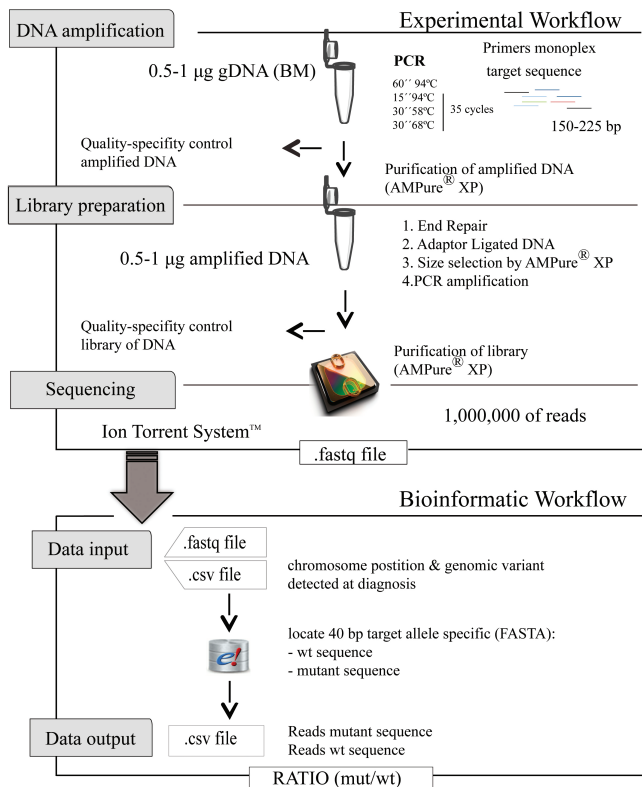 DNA amplification
Experimental Workflow
0.5-1 μg gDNA (BM)
PCR
60´´ 94ºC
15´´94ºC
30´´58ºC
30´´68ºC
35 cycles
Primers monoplex
target sequence
150-225 bp
Quality-specifity control
amplified DNA
Purification of amplified DNA
(AMPure® XP)
Library preparation
0.5-1 μg amplified DNA
1. End Repair
2. Adaptor Ligated DNA
3. Size selection by AMPure® XP
4.PCR amplification
Quality-specifity control
library of DNA
Purification of library
(AMPure® XP)
Sequencing
1,000,000 of reads
Ion Torrent System™
.fastq file
Bioinformatic Workflow
Data input
.fastq file
.csv file
chromosome postition & genomic variant
detected at diagnosis
e!
locate 40 bp target allele specific (FASTA):
- wt sequence
- mutant sequence
Data output
.csv file
Reads mutant sequence
Reads wt sequence
RATIO (mut/wt)